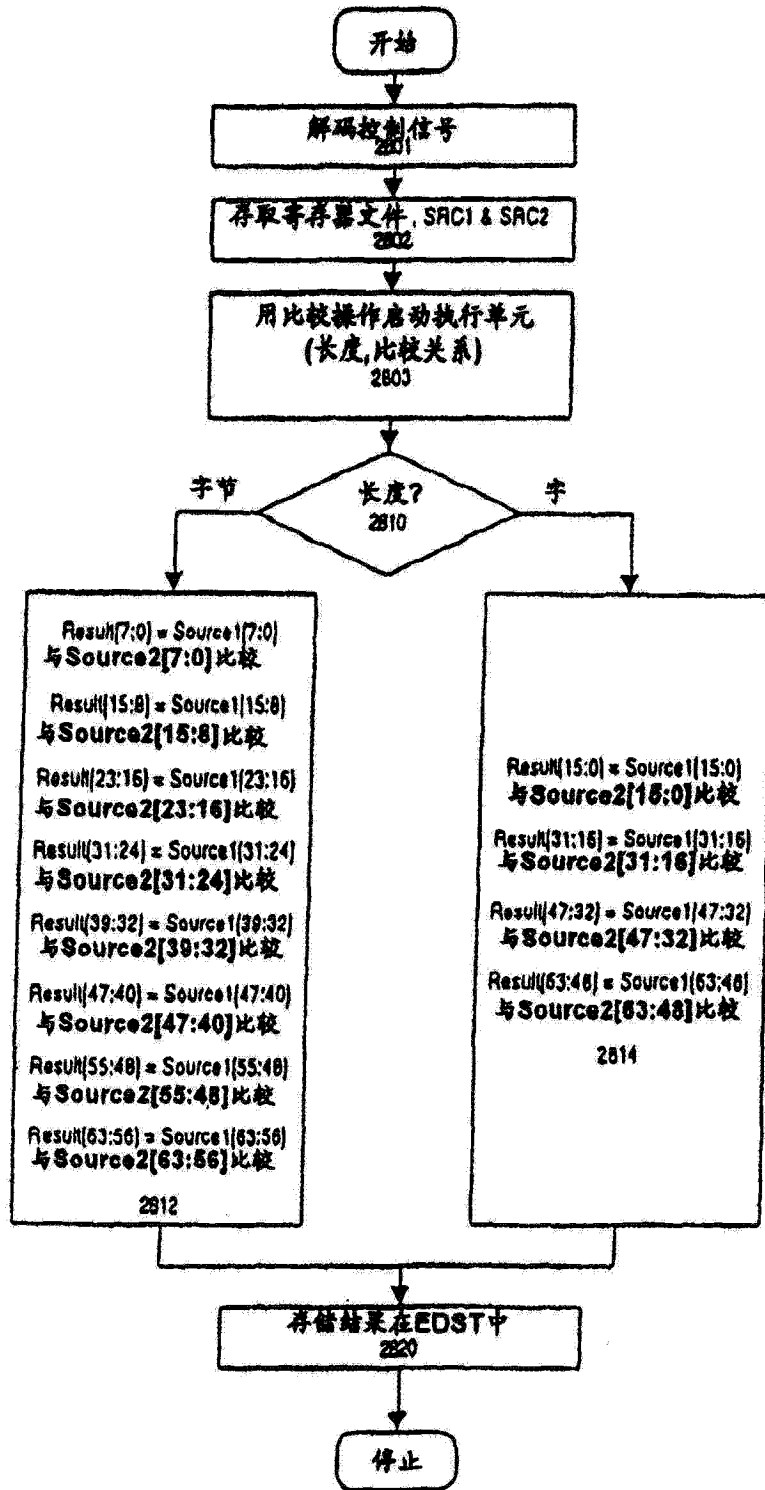 开始
解码控制信号
2801
存取寄存器文件, SRC1 & SRC2
2802
用比较操作启动执行单元
(长度,比较关系)
2803
字节
长度?
2810
字
Result(7:0) = Source1(7:0)
与Source2[7:0]比较
Result(15:8) = Source1(15:8)
与Source2[15:8]比较
Result(23:16) = Source1(23:16)
与Source2[23:16]比较
Result(31:24) = Source1(31:24)
与Source2[31:24]比较
Result(39:32) = Source1(39:32)
与Source2[39:32]比较
Result(47:40) = Source1(47:40)
与Source2[47:40]比较
Result(55:48) = Source1(55:48)
与Source2[55:48]比较
Result(63:56) = Source1(63:56)
与Source2[63:56]比较
2812
Result(15:0) = Source1(15:0)
与Source2[15:0]比较
Result(31:16) = Source1(31:16)
与Source2[31:16]比较
Result(47:32) = Source1(47:32)
与Source2[47:32]比较
Result(63:48) = Source1(63:48)
与Source2[63:48]比较
2814
存储结果在EDST中
2820
停止